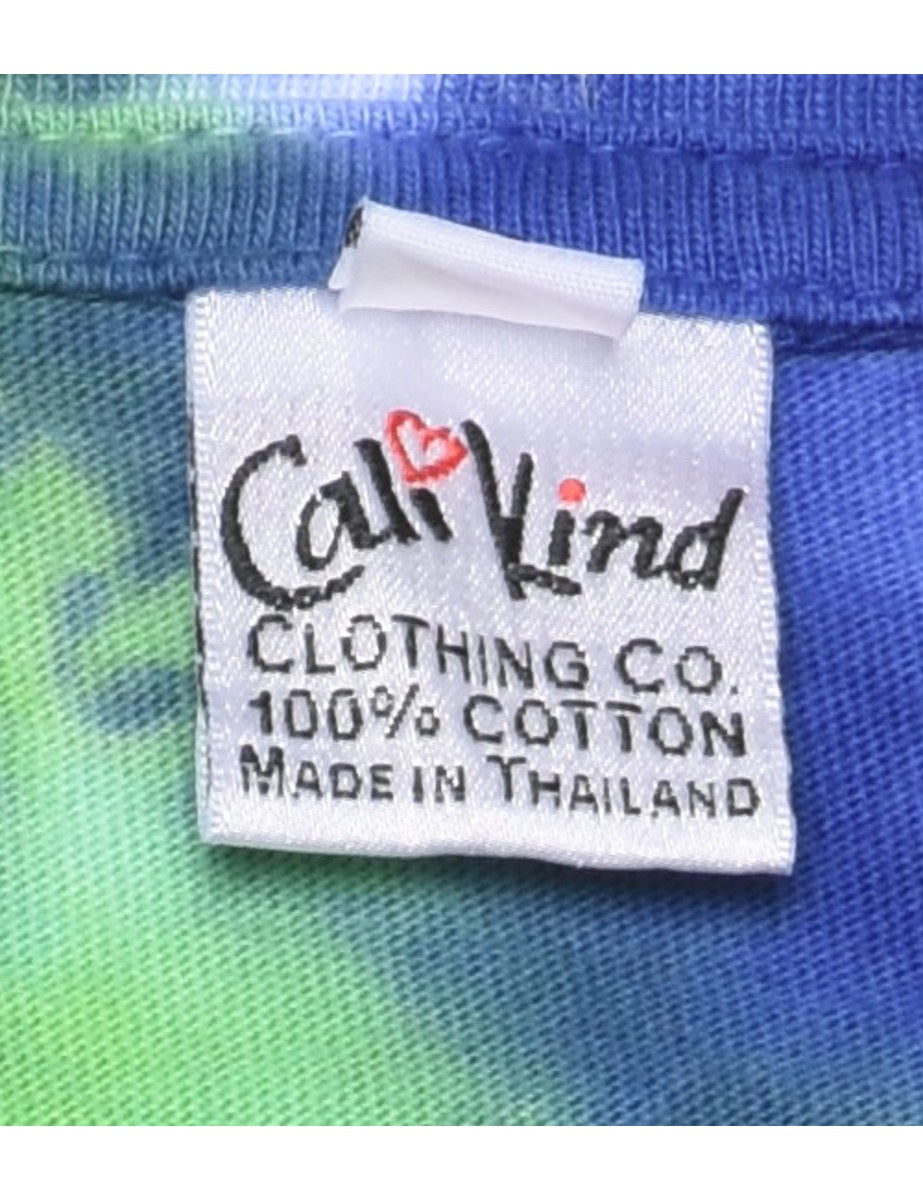 Cali Kind
CLOTHING CO.
100% COTTON
MADE IN THAILAND